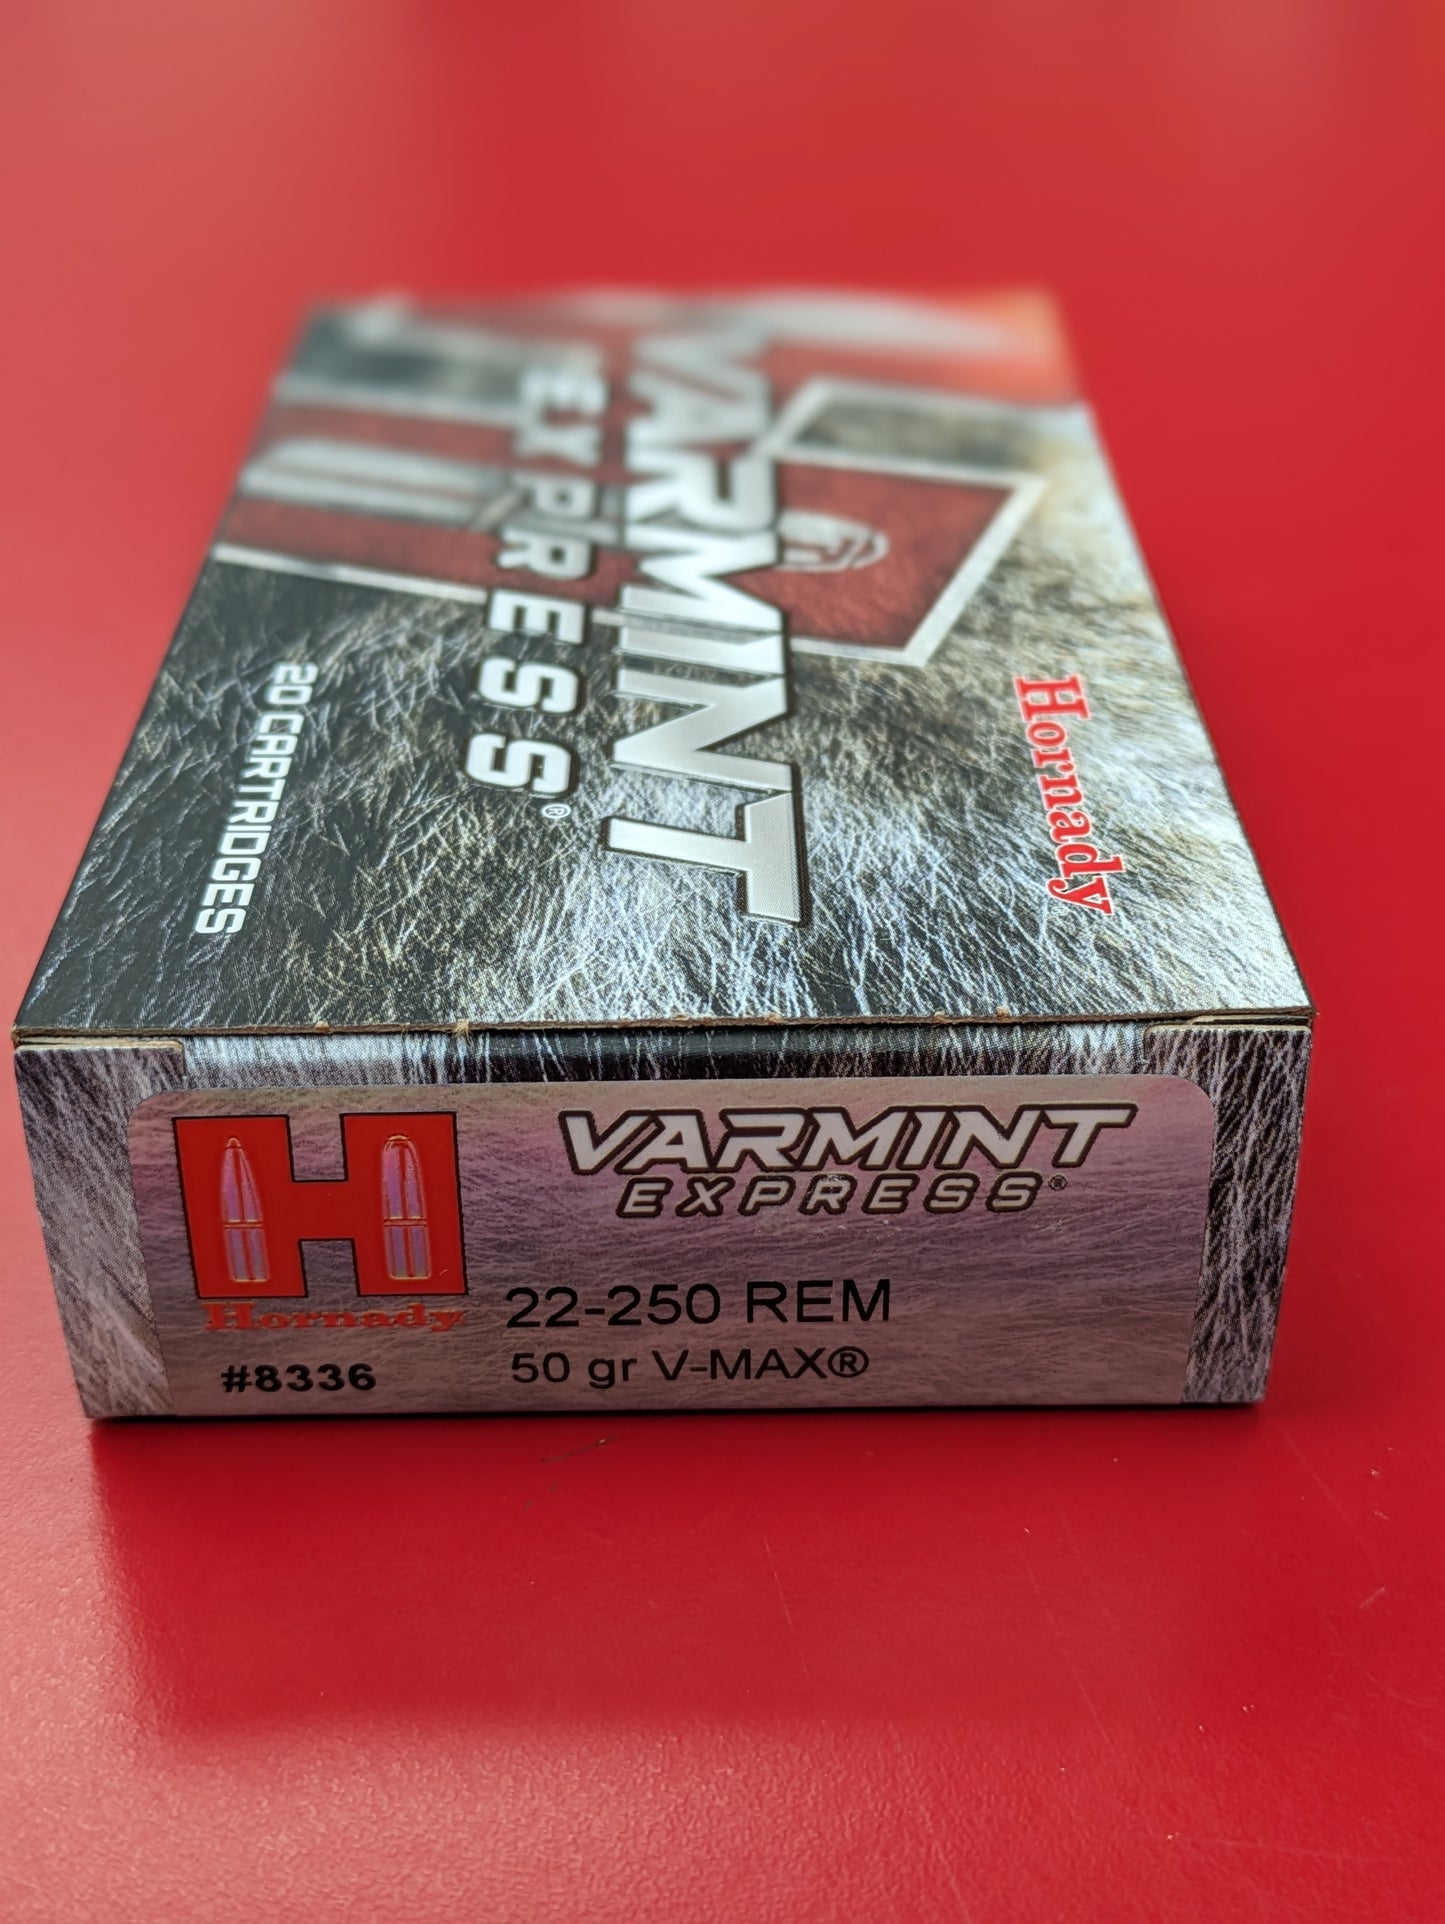 Hornady
VARMINT
EXPRESS®
20 CARTRIDGES
VARMINT
EXPRESS®
Hornady
22-250 REM
#8336
50 gr V-MAX®